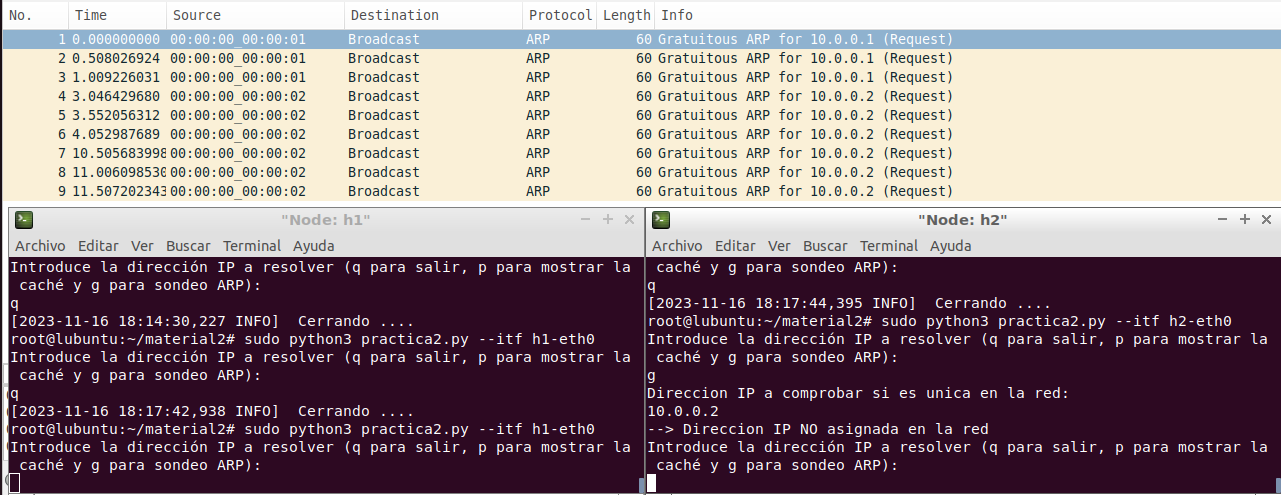 No. Time Source Destination Protocol Length Info
1 0.000000000 00:00:00_00:00:01 Broadcast ARP 60 Gratuitous ARP for 10.0.0.1 (Request)
2 0.508026924 00:00:00_00:00:01 Broadcast ARP 60 Gratuitous ARP for 10.0.0.1 (Request)
3 1.009226031 00:00:00_00:00:01 Broadcast ARP 60 Gratuitous ARP for 10.0.0.1 (Request)
4 3.046429680 00:00:00_00:00:02 Broadcast ARP 60 Gratuitous ARP for 10.0.0.2 (Request)
5 3.552056312 00:00:00_00:00:02 Broadcast ARP 60 Gratuitous ARP for 10.0.0.2 (Request)
6 4.052987689 00:00:00_00:00:02 Broadcast ARP 60 Gratuitous ARP for 10.0.0.2 (Request)
7 10.505683998 00:00:00_00:00:02 Broadcast ARP 60 Gratuitous ARP for 10.0.0.2 (Request)
8 11.006098530 00:00:00_00:00:02 Broadcast ARP 60 Gratuitous ARP for 10.0.0.2 (Request)
9 11.507202343 00:00:00_00:00:02 Broadcast ARP 60 Gratuitous ARP for 10.0.0.2 (Request)
"Node: h1"
Archivo Editar Ver Buscar Terminal Ayuda
Introduce la dirección IP a resolver (q para salir, p para mostrar la
caché y g para sondeo ARP):
q
[2023-11-16 18:14:30,227 INFO] Cerrando ....
root@lubuntu:~/material2# sudo python3 practica2.py --itf h1-eth0
Introduce la dirección IP a resolver (q para salir, p para mostrar la
caché y g para sondeo ARP):
q
[2023-11-16 18:17:42,938 INFO] Cerrando ....
root@lubuntu:~/material2# sudo python3 practica2.py --itf h1-eth0
Introduce la dirección IP a resolver (q para salir, p para mostrar la
caché y g para sondeo ARP):
"Node: h2"
Archivo Editar Ver Buscar Terminal Ayuda
caché y g para sondeo ARP):
q
[2023-11-16 18:17:44,395 INFO] Cerrando ....
root@lubuntu:~/material2# sudo python3 practica2.py --itf h2-eth0
Introduce la dirección IP a resolver (q para salir, p para mostrar la
caché y g para sondeo ARP):
g
Direccion IP a comprobar si es unica en la red:
10.0.0.2
--> Direccion IP NO asignada en la red
Introduce la dirección IP a resolver (q para salir, p para mostrar la
caché y g para sondeo ARP):